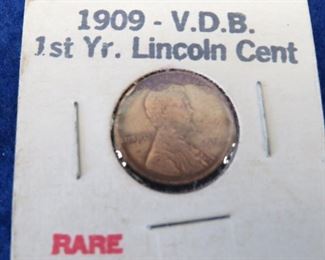 1909 - V.D.B.
1st Yr. Lincoln Cent
RARE